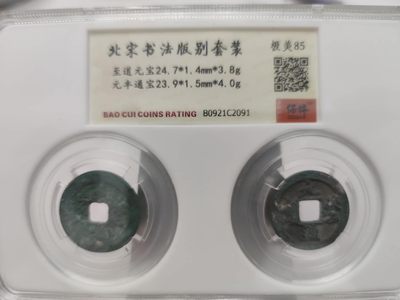 北宋书法版别套装
极美85
至道元宝24.7*1.4mm*3.8g
元丰通宝23.9*1.5mm*4.0g
BAO CUI COINS RATING B0921C2091